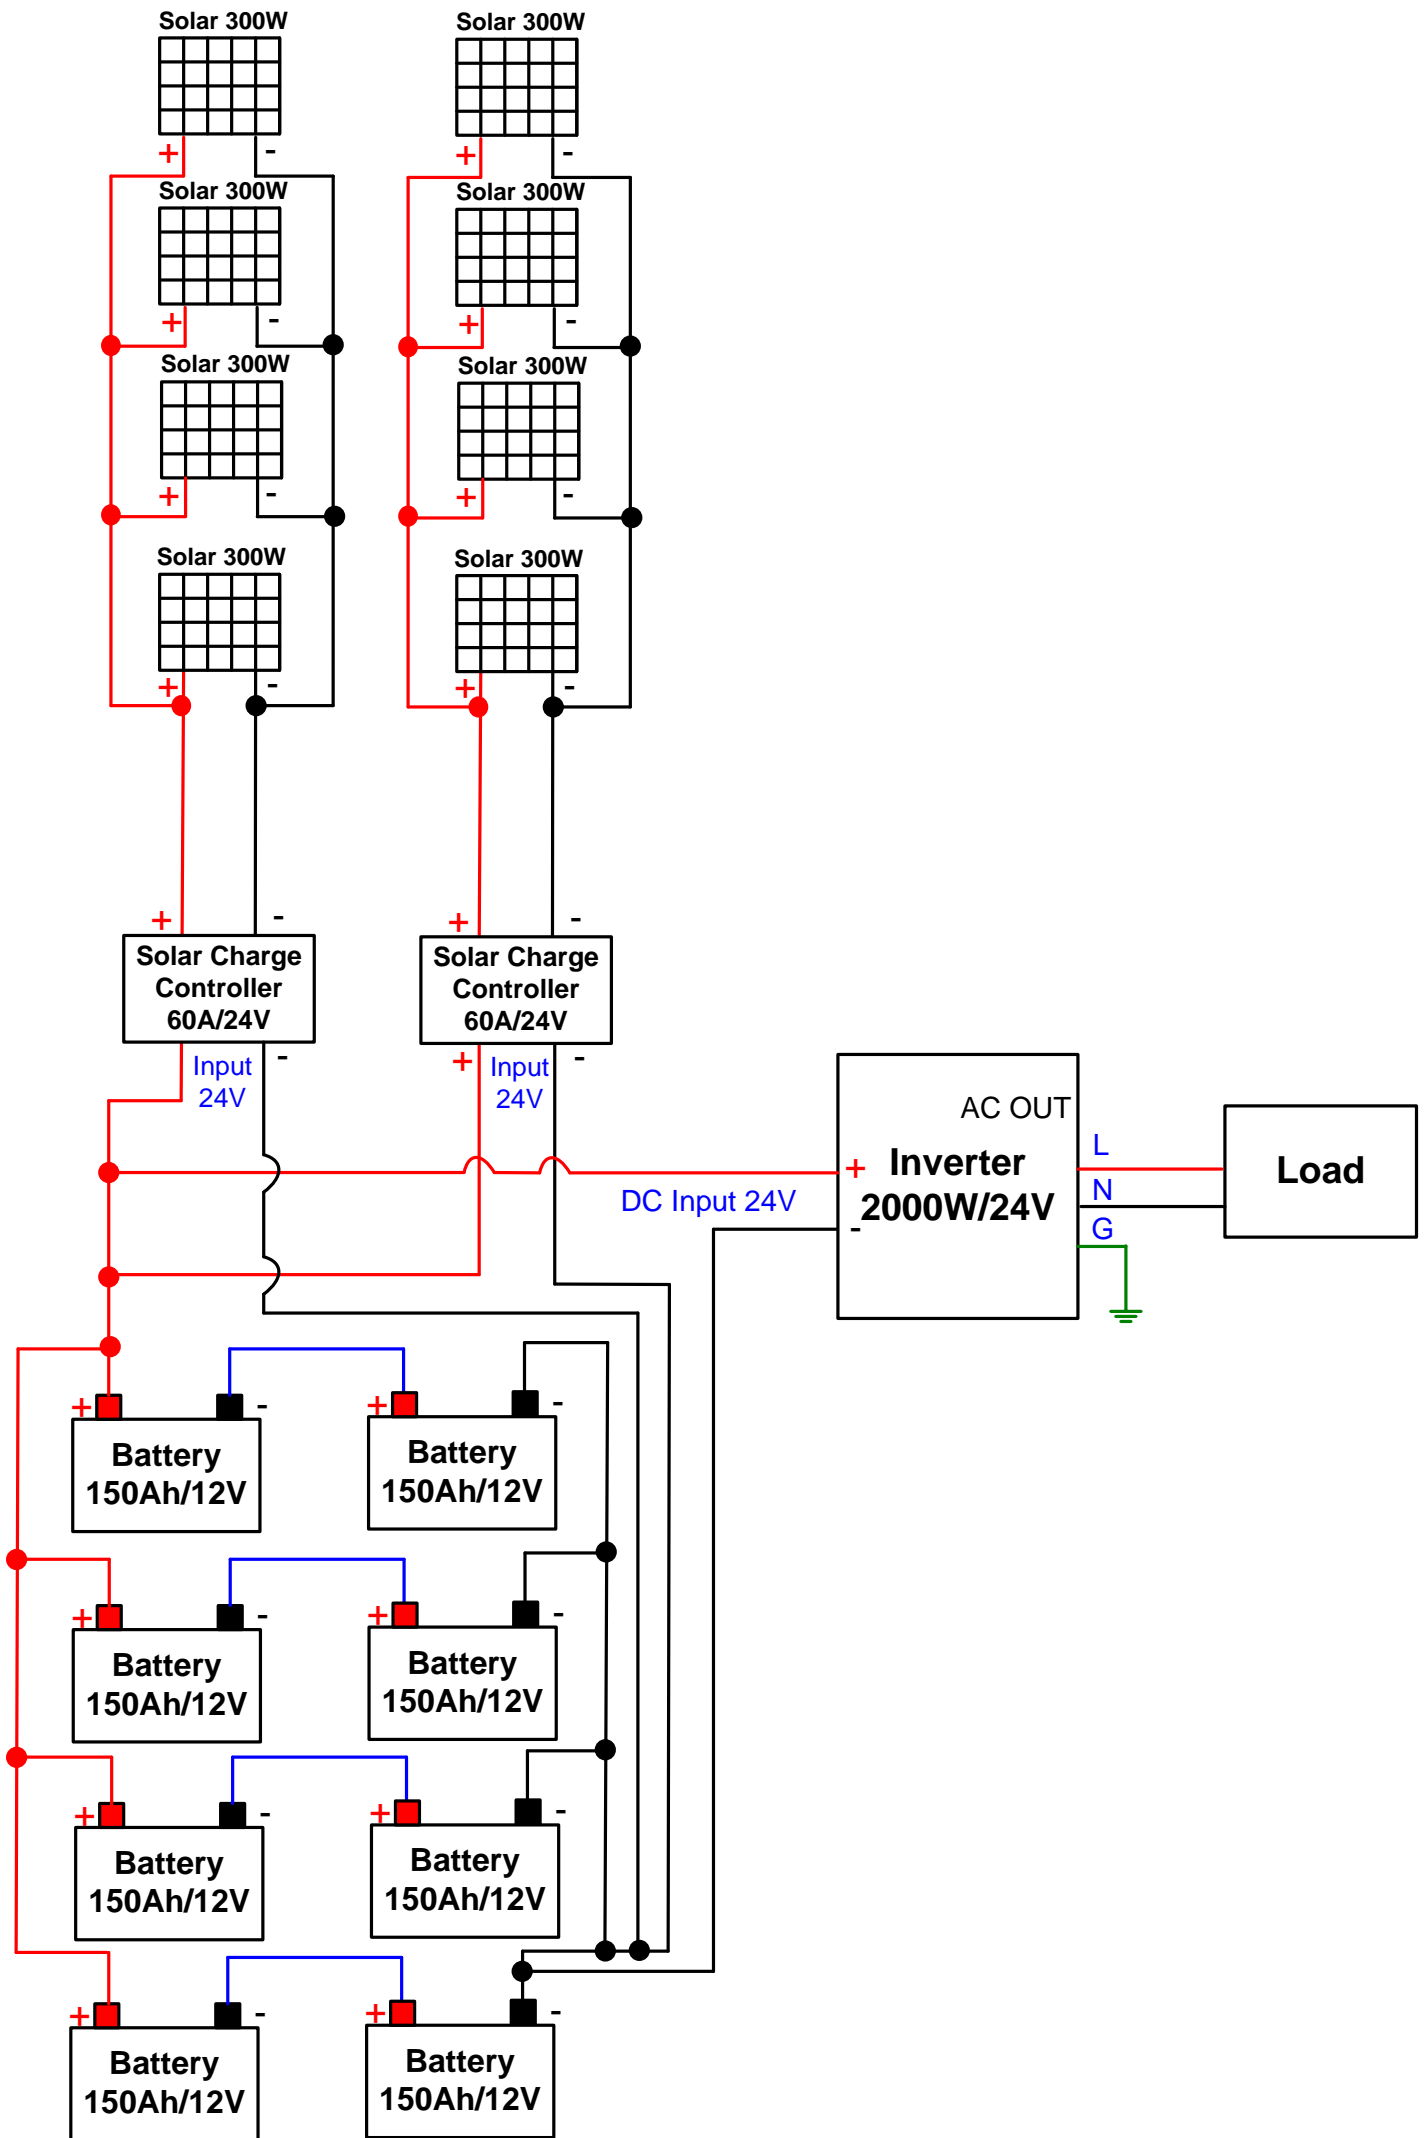 Solar 300W
Solar 300W
+
-
+
-
Solar 300W
Solar 300W
+
-
+
-
Solar 300W
Solar 300W
+
-
+
-
Solar 300W
Solar 300W
+
-
+
-
+
-
+
-
Solar Charge
Controller
60A/24V
Solar Charge
Controller
60A/24V
Input
24V
-
+
Input
24V
-
AC OUT
Inverter
2000W/24V
+
-
DC Input 24V
L
N
G
Load
+
-
+
-
Battery
150Ah/12V
Battery
150Ah/12V
+
-
+
-
Battery
150Ah/12V
Battery
150Ah/12V
+
-
+
-
Battery
150Ah/12V
Battery
150Ah/12V
+
-
+
-
Battery
150Ah/12V
Battery
150Ah/12V